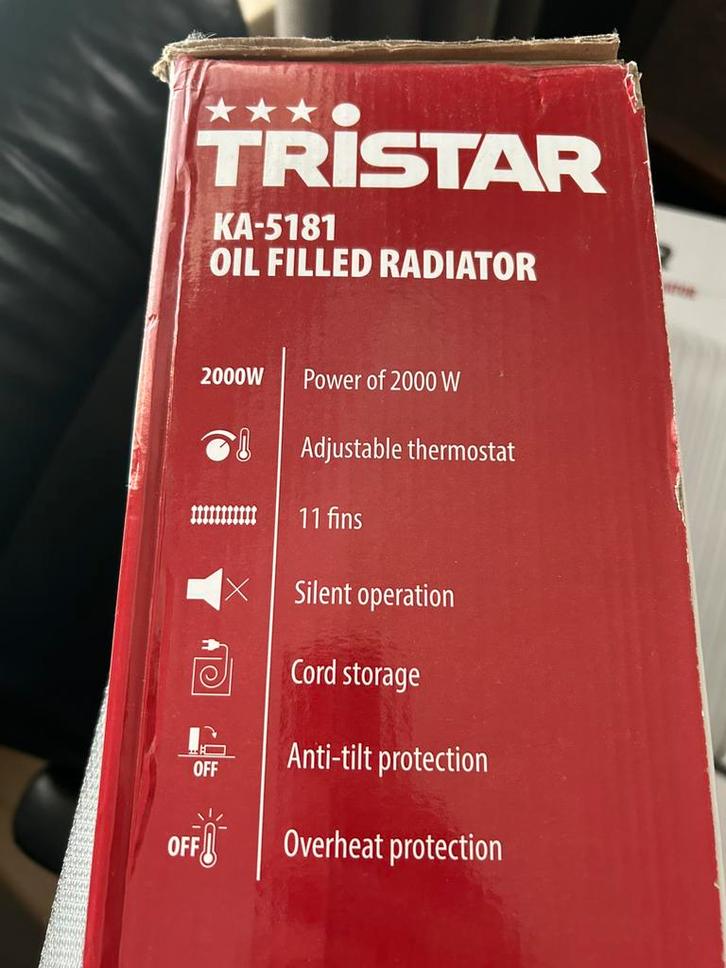 TRISTAR
KA-5181
OIL FILLED RADIATOR
2000W Power of 2000 W
Adjustable thermostat
11 fins
Silent operation
Cord storage
OFF Anti-tilt protection
OFF Overheat protection